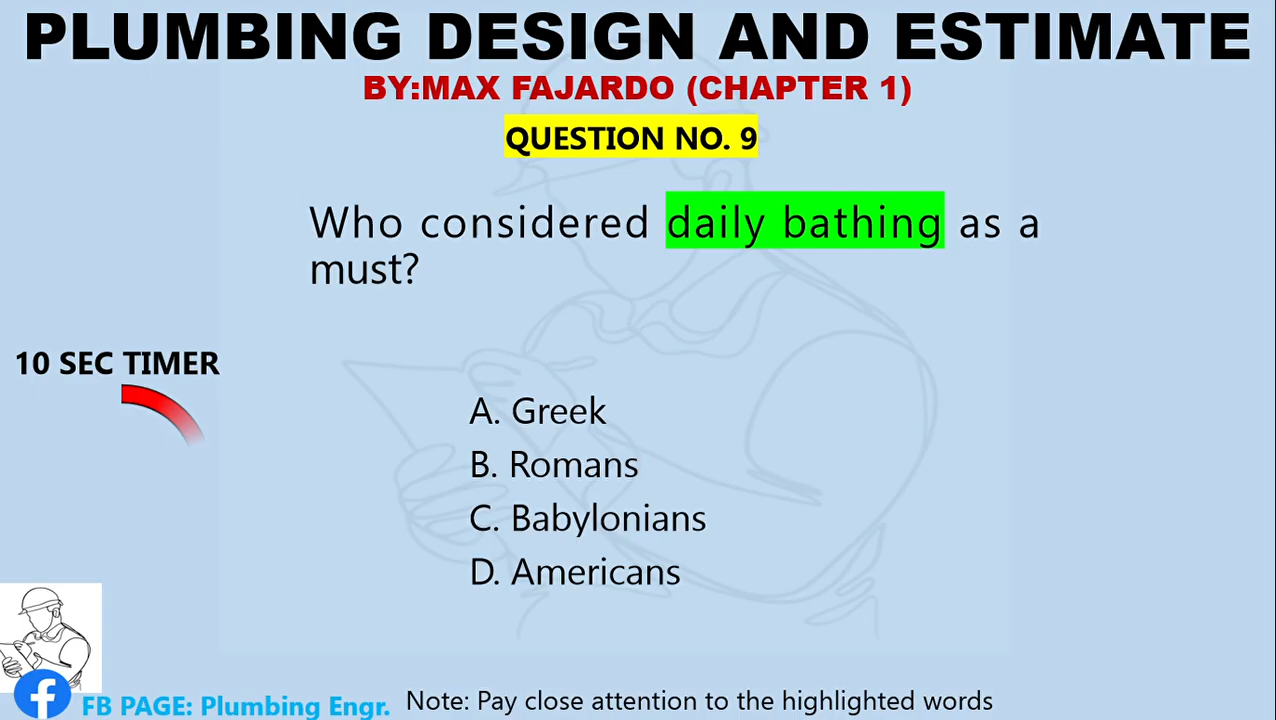 PLUMBING DESIGN AND ESTIMATE
BY:MAX FAJARDO (CHAPTER 1)
QUESTION NO. 9
Who considered daily bathing as a
must?
10 SEC TIMER
A. Greek
B. Romans
C. Babylonians
D. Americans
FB PAGE: Plumbing Engr.
Note: Pay close attention to the highlighted words